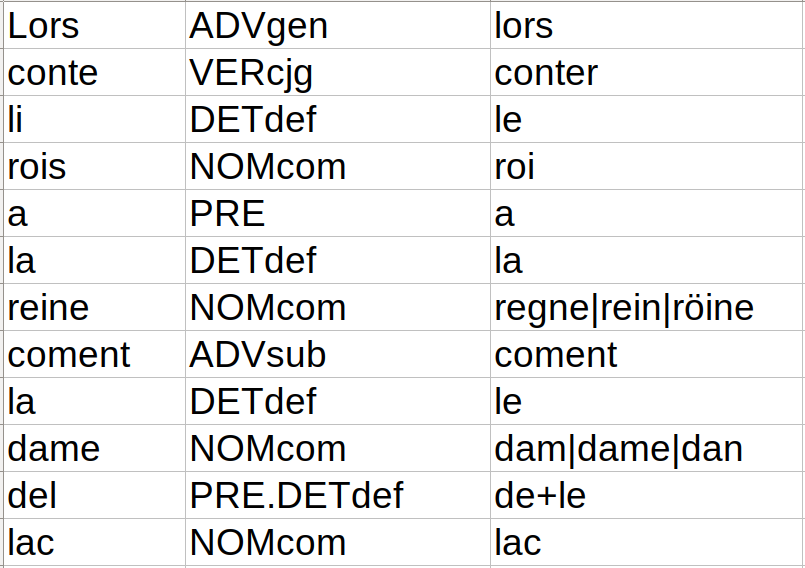 Lors ADVgen lors
conte VERcjg conter
li DETdef le
rois NOMcom roi
a PRE a
la DETdef la
reine NOMcom regne|rein|röine
coment ADVsub coment
la DETdef le
dame NOMcom dam|dame|dan
del PRE.DETdef de+le
lac NOMcom lac